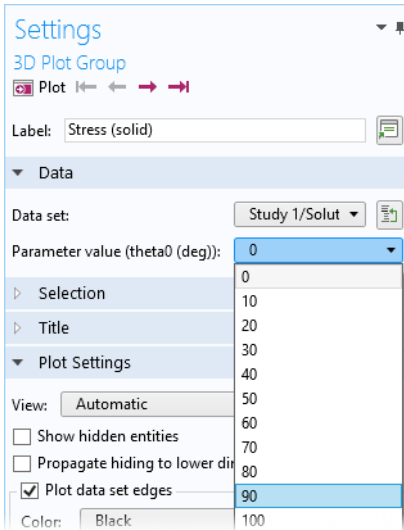 Settings
3D Plot Group
Plot
Label: Stress (solid)
Data
Data set: Study 1/Solut
Parameter value (theta0 (deg)): 0
0
10
20
30
40
50
60
70
80
90
100
Selection
Title
Plot Settings
View: Automatic
Show hidden entities
Propagate hiding to lower
Plot data set edges
Color: Black